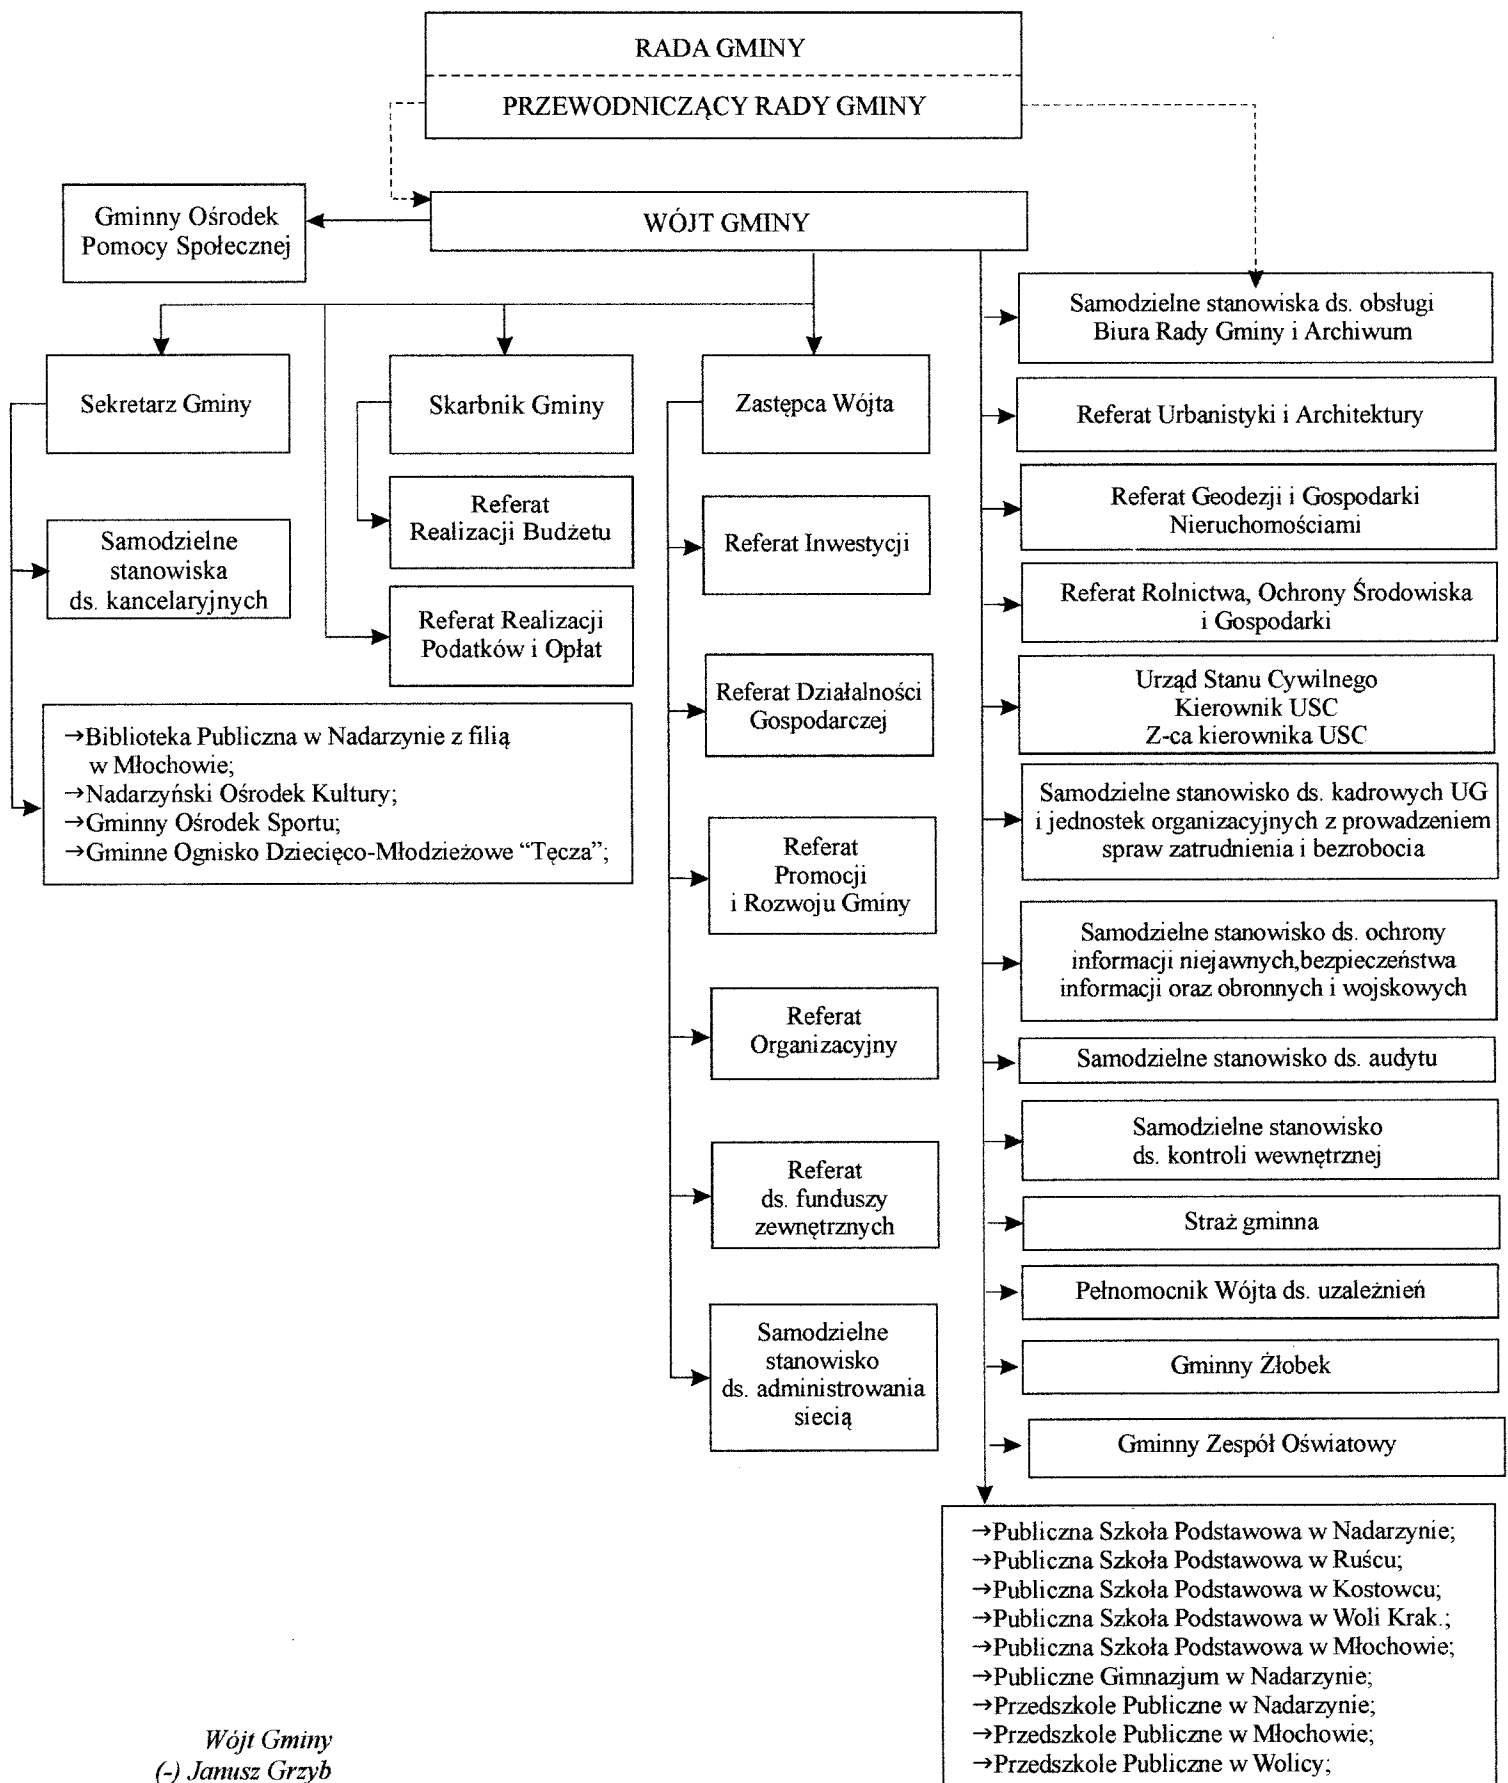 RADA GMINY
PRZEWODNICZĄCY RADY GMINY
Gminny Ośrodek
Pomocy Społecznej
WÓJT GMINY
Sekretarz Gminy
Samodzielne
stanowiska
ds. kancelaryjnych
→Biblioteka Publiczna w Nadarzynie z filią
w Młochowie;
→Nadarzyński Ośrodek Kultury;
→Gminny Ośrodek Sportu;
→Gminne Ognisko Dziecięco-Młodzieżowe “Tęcza”;
Skarbnik Gminy
Referat
Realizacji Budżetu
Referat Realizacji
Podatków i Opłat
Zastępca Wójta
Referat Inwestycji
Referat Działalności
Gospodarczej
Referat
Promocji
i Rozwoju Gminy
Referat
Organizacyjny
Referat
ds. funduszy
zewnętrznych
Samodzielne
stanowisko
ds. administrowania
siecią
Samodzielne stanowiska ds. obsługi
Biura Rady Gminy i Archiwum
Referat Urbanistyki i Architektury
Referat Geodezji i Gospodarki
Nieruchomościami
Referat Rolnictwa, Ochrony Środowiska
i Gospodarki
Urząd Stanu Cywilnego
Kierownik USC
Z-ca kierownika USC
Samodzielne stanowisko ds. kadrowych UG
i jednostek organizacyjnych z prowadzeniem
spraw zatrudnienia i bezrobocia
Samodzielne stanowisko ds. ochrony
informacji niejawnych,bezpieczeństwa
informacji oraz obronnych i wojskowych
Samodzielne stanowisko ds. audytu
Samodzielne stanowisko
ds. kontroli wewnętrznej
Straż gminna
Pełnomocnik Wójta ds. uzależnień
Gminny Żłobek
Gminny Zespół Oświatowy
→Publiczna Szkoła Podstawowa w Nadarzynie;
→Publiczna Szkoła Podstawowa w Ruścu;
→Publiczna Szkoła Podstawowa w Kostowcu;
→Publiczna Szkoła Podstawowa w Woli Krak.;
→Publiczna Szkoła Podstawowa w Młochowie;
→Publiczne Gimnazjum w Nadarzynie;
→Przedszkole Publiczne w Nadarzynie;
→Przedszkole Publiczne w Młochowie;
→Przedszkole Publiczne w Wolicy;
Wójt Gminy
(-) Janusz Grzyb